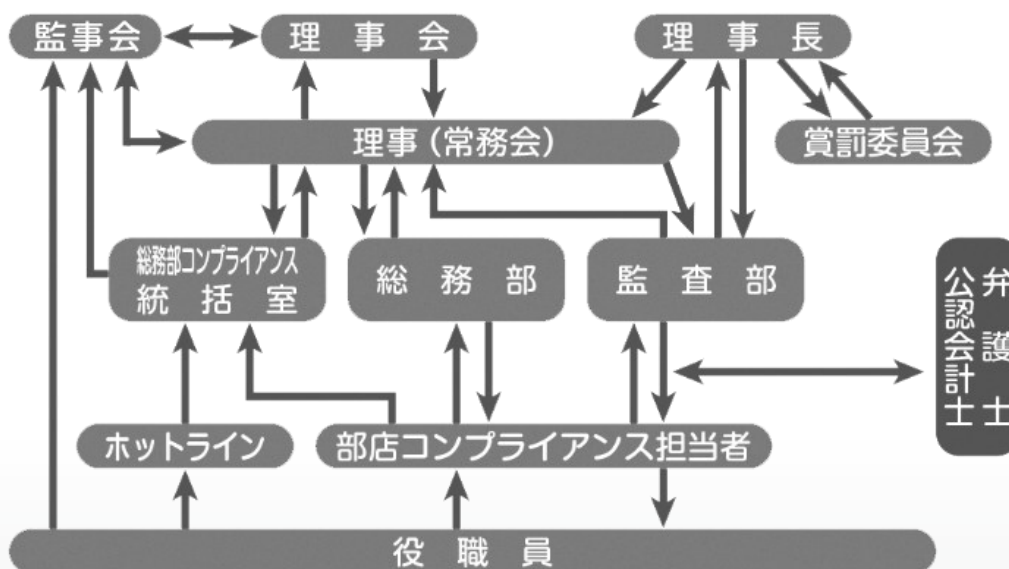 監事会
理事会
理事長
理事（常務会）
賞罰委員会
総務部コンプライアンス
統括室
総務部
監査部
弁護士
公認会計士
ホットライン
部店コンプライアンス担当者
役職員